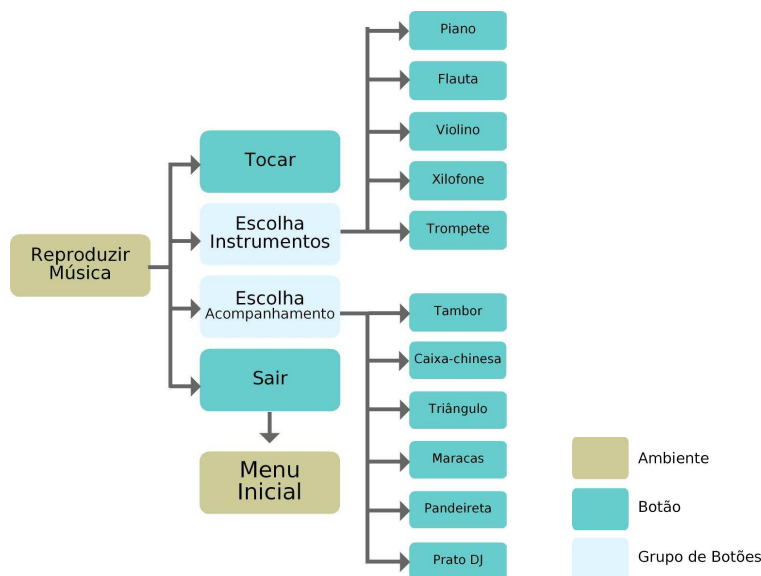 Reproduzir
Música
Tocar
Escolha
Instrumentos
Escolha
Acompanhamento
Sair
Menu
Inicial
Piano
Flauta
Violino
Xilofone
Trompete
Tambor
Caixa-chinesa
Triângulo
Maracas
Pandeireta
Prato DJ
Ambiente
Botão
Grupo de Botões